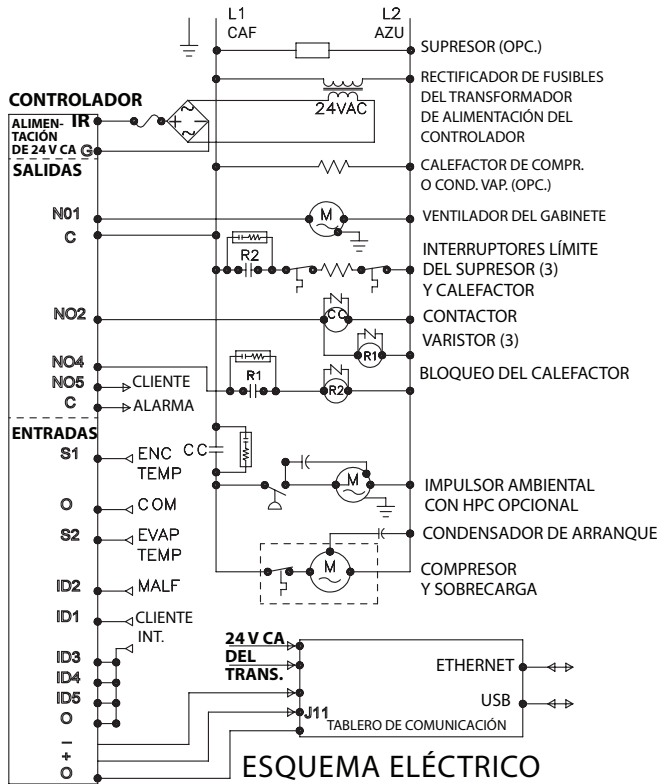 L1
CAF
L2
AZU
SUPRESOR (OPC.)
RECTIFICADOR DE FUSIBLES
DEL TRANSFORMADOR
DE ALIMENTACIÓN DEL
CONTROLADOR
24VAC
CONTROLADOR
ALIMEN-
TACIÓN
DE 24 V CA
IR
G
SALIDAS
CALEFACTOR DE COMPR.
O COND. VAP. (OPC.)
N01
M
VENTILADOR DEL GABINETE
C
R2
INTERRUPTORES LÍMITE
DEL SUPRESOR (3)
Y CALEFACTOR
NO2
CC
CONTACTOR
R1
VARISTOR (3)
NO4
R1
R2
BLOQUEO DEL CALEFACTOR
NO5
CLIENTE
C
ALARMA
ENTRADAS
S1
ENC
TEMP
CC
O
COM
M
IMPULSOR AMBIENTAL
CON HPC OPCIONAL
S2
EVAP
TEMP
CONDENSADOR DE ARRANQUE
ID2
MALF
M
COMPRESOR
Y SOBRECARGA
ID1
CLIENTE
INT.
ID3
ID4
ID5
O
24 V CA
DEL
TRANS.
ETHERNET
USB
J11
TABLERO DE COMUNICACIÓN
–
+
O
ESQUEMA ELÉCTRICO